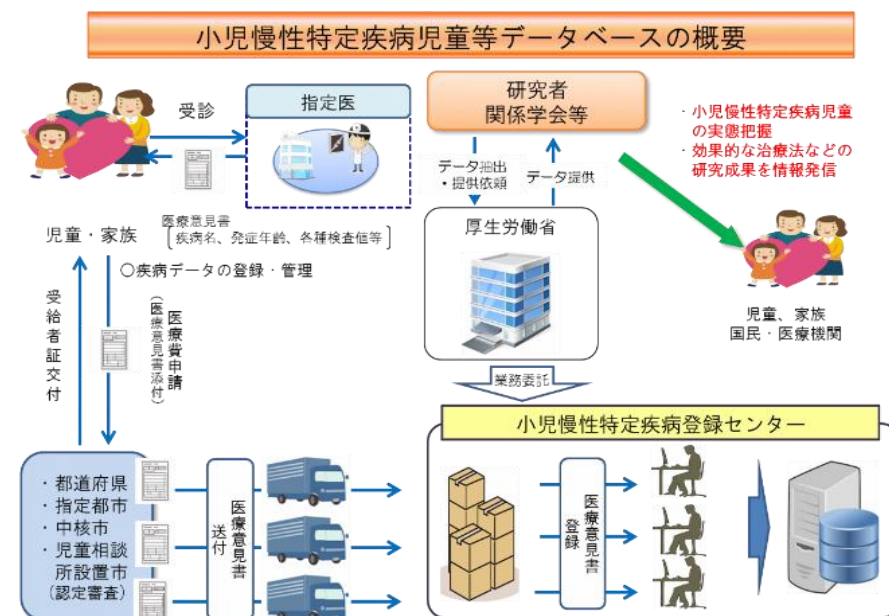 小児慢性特定疾病児童等データベースの概要
受診
指定医
研究者
関係学会等
・小児慢性特定疾病児童
の実態把握
・効果的な治療法などの
研究成果を情報発信
データ抽出
・提供依頼
データ提供
児童・家族
医療意見書
疾病名、発症年齢、各種検査値等
〇疾病データの登録・管理
厚生労働省
児童、家族
国民・医療機関
受給者証交付
医療費申請
(医療意見書添付)
業務委託
小児慢性特定疾病登録センター
・都道府県
・指定都市
・中核市
・児童相談
所設置市
(認定審査)
医療意見書
送付
医療意見書
登録